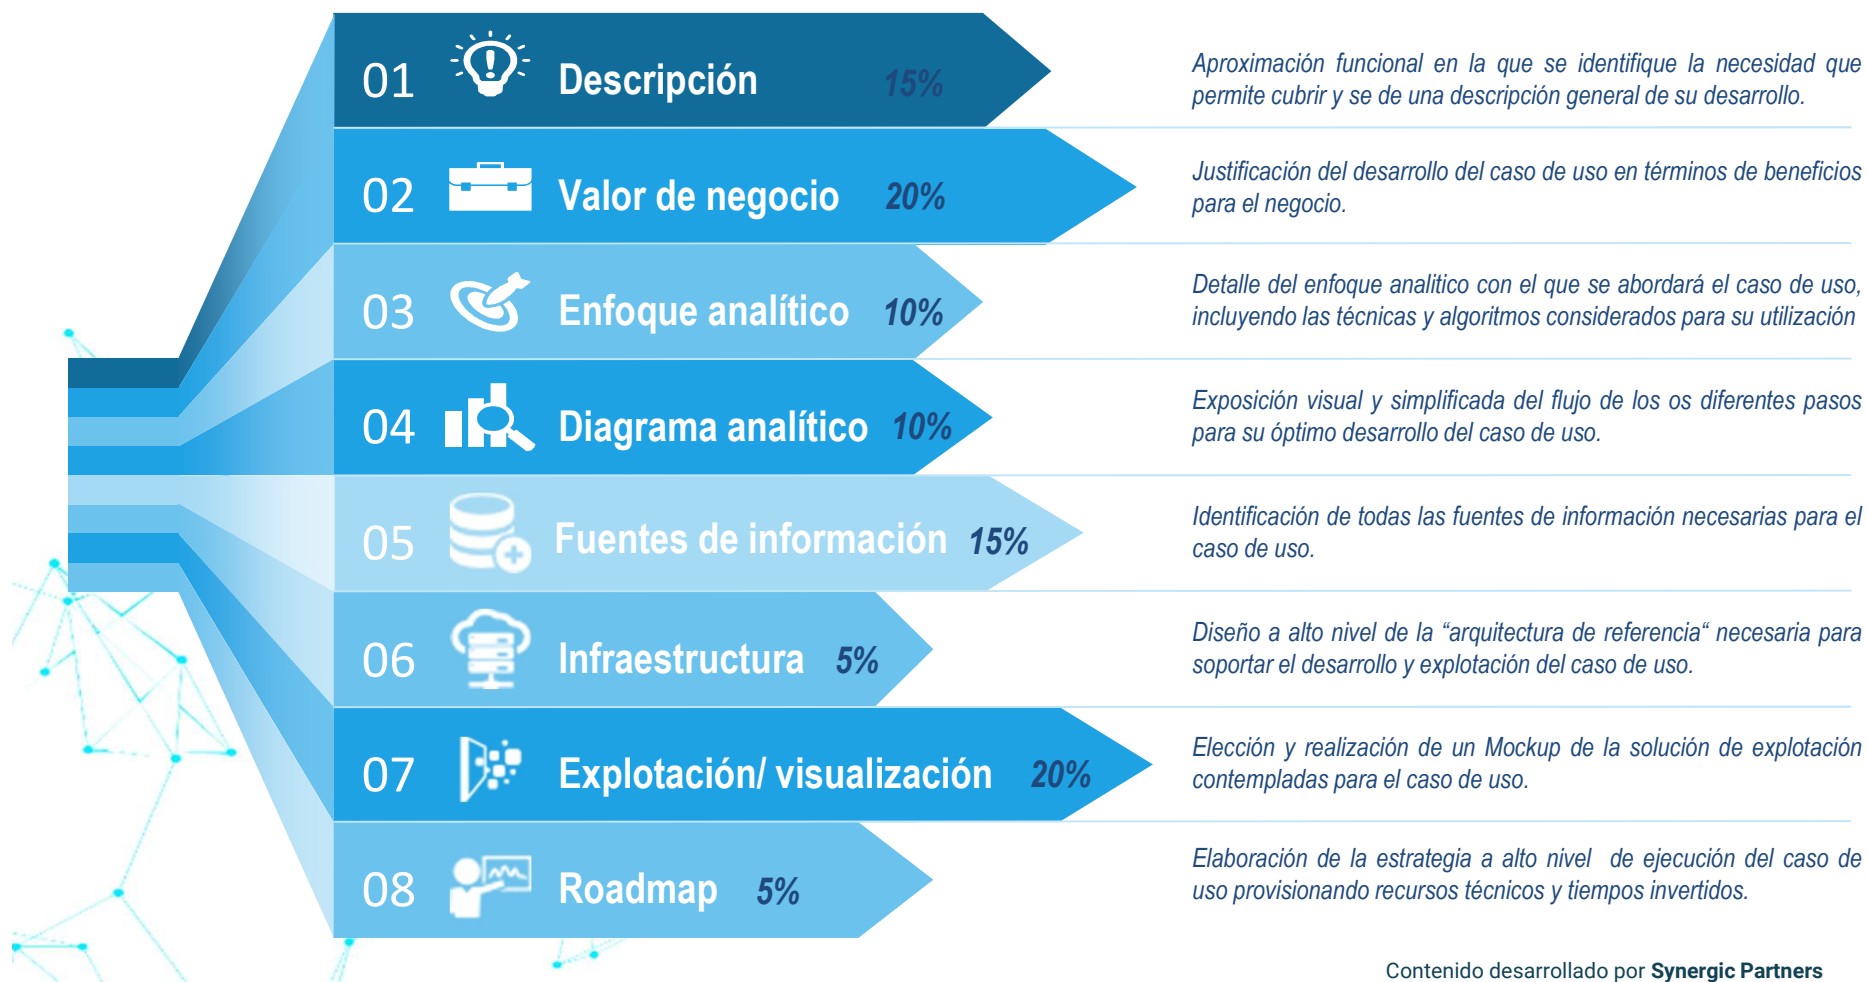 01 Descripción 15%
Aproximación funcional en la que se identifique la necesidad que
permite cubrir y se de una descripción general de su desarrollo.
02 Valor de negocio 20%
Justificación del desarrollo del caso de uso en términos de beneficios
para el negocio.
03 Enfoque analítico 10%
Detalle del enfoque analitico con el que se abordará el caso de uso,
incluyendo las técnicas y algoritmos considerados para su utilización
04 Diagrama analítico 10%
Exposición visual y simplificada del flujo de los os diferentes pasos
para su óptimo desarrollo del caso de uso.
05 Fuentes de información 15%
Identificación de todas las fuentes de información necesarias para el
caso de uso.
06 Infraestructura 5%
Diseño a alto nivel de la “arquitectura de referencia“ necesaria para
soportar el desarrollo y explotación del caso de uso.
07 Explotación/ visualización 20%
Elección y realización de un Mockup de la solución de explotación
contempladas para el caso de uso.
08 Roadmap 5%
Elaboración de la estrategia a alto nivel de ejecución del caso de
uso provisionando recursos técnicos y tiempos invertidos.
Contenido desarrollado por Synergic Partners